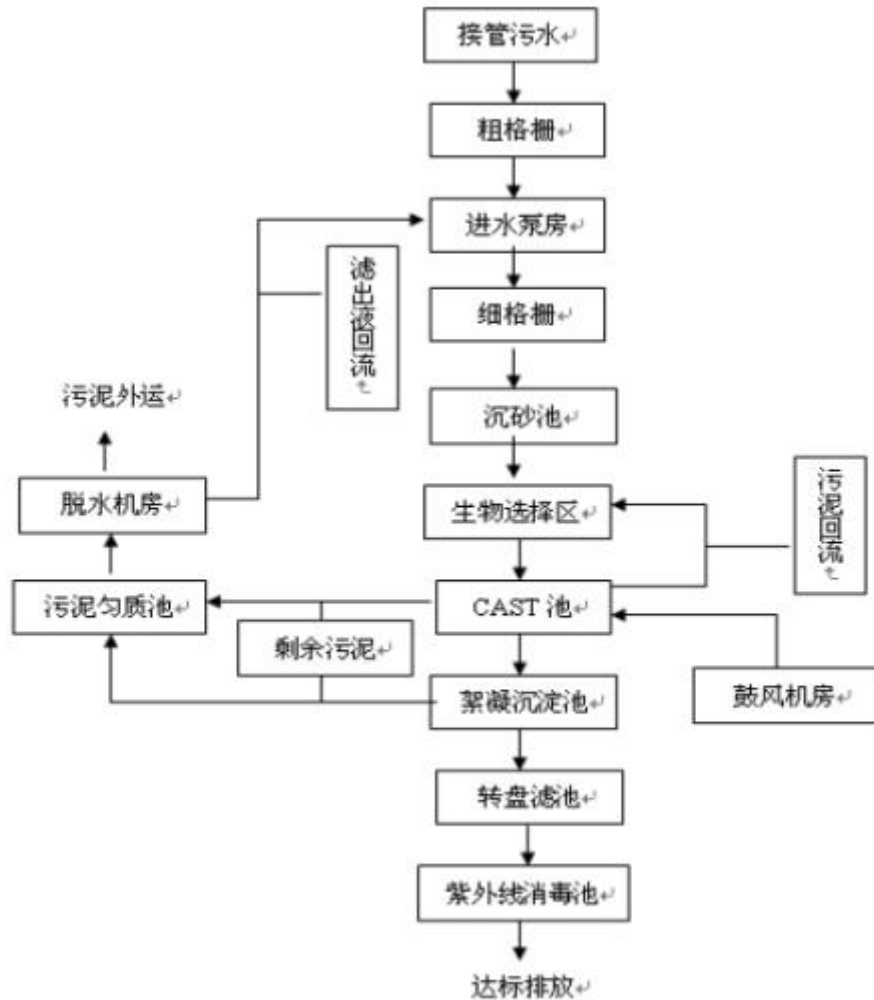 接管污水
粗格栅
进水泵房
滤出液回流
细格栅
污泥外运
沉砂池
脱水机房
生物选择区
污泥回流
污泥匀质池
CAST 池
剩余污泥
絮凝沉淀池
鼓风机房
转盘滤池
紫外线消毒池
达标排放